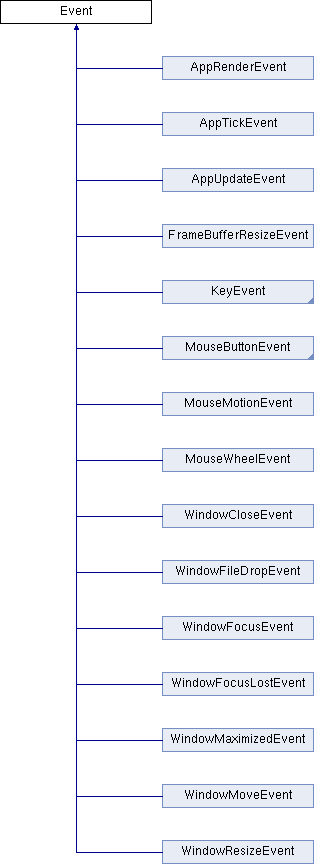 Event
AppRenderEvent
AppTickEvent
AppUpdateEvent
FrameBufferResizeEvent
KeyEvent
MouseButtonEvent
MouseMotionEvent
MouseWheelEvent
WindowCloseEvent
WindowFileDropEvent
WindowFocusEvent
WindowFocusLostEvent
WindowMaximizedEvent
WindowMoveEvent
WindowResizeEvent